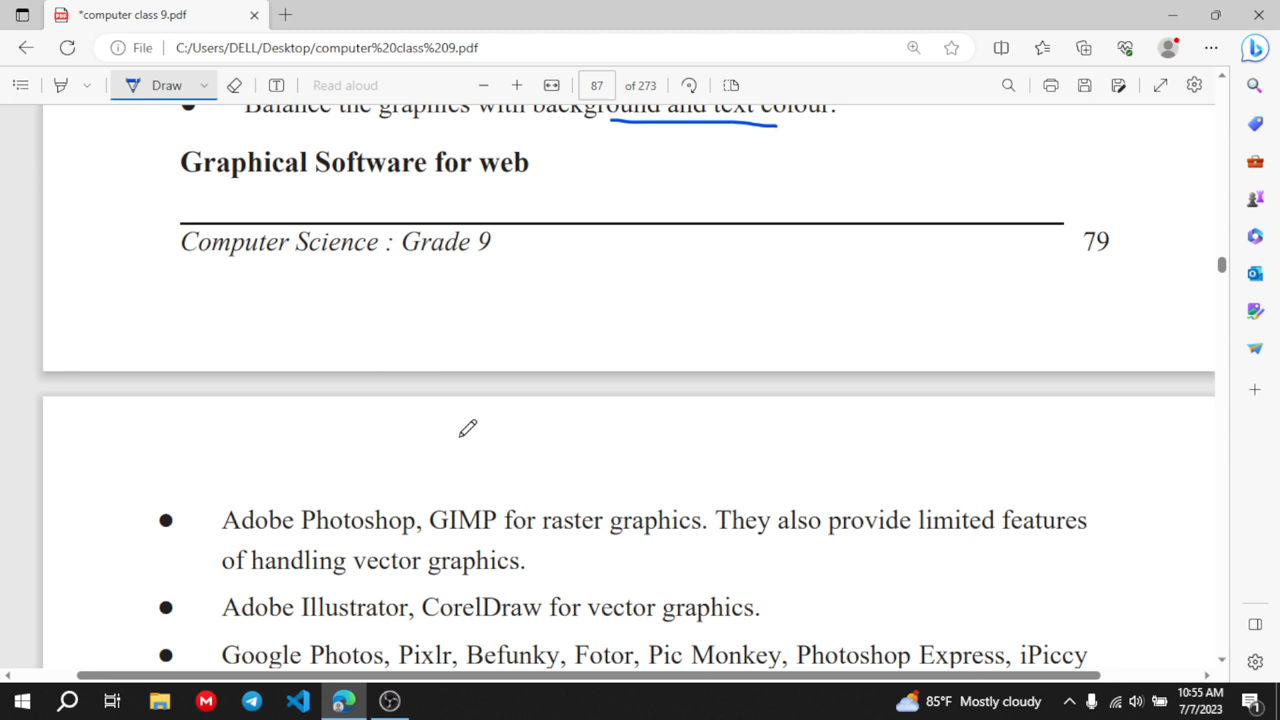 *computer class 9.pdf
File C:/Users/DELL/Desktop/computer%20class%209.pdf
Draw Read aloud 87 of 273
Balance the graphics with background and text colour.
Graphical Software for web
Computer Science : Grade 9 79
● Adobe Photoshop, GIMP for raster graphics. They also provide limited features
of handling vector graphics.
● Adobe Illustrator, CorelDraw for vector graphics.
● Google Photos, Pixlr, Befunky, Fotor, Pic Monkey, Photoshop Express, iPiccy
85°F Mostly cloudy 10:55 AM
7/7/2023